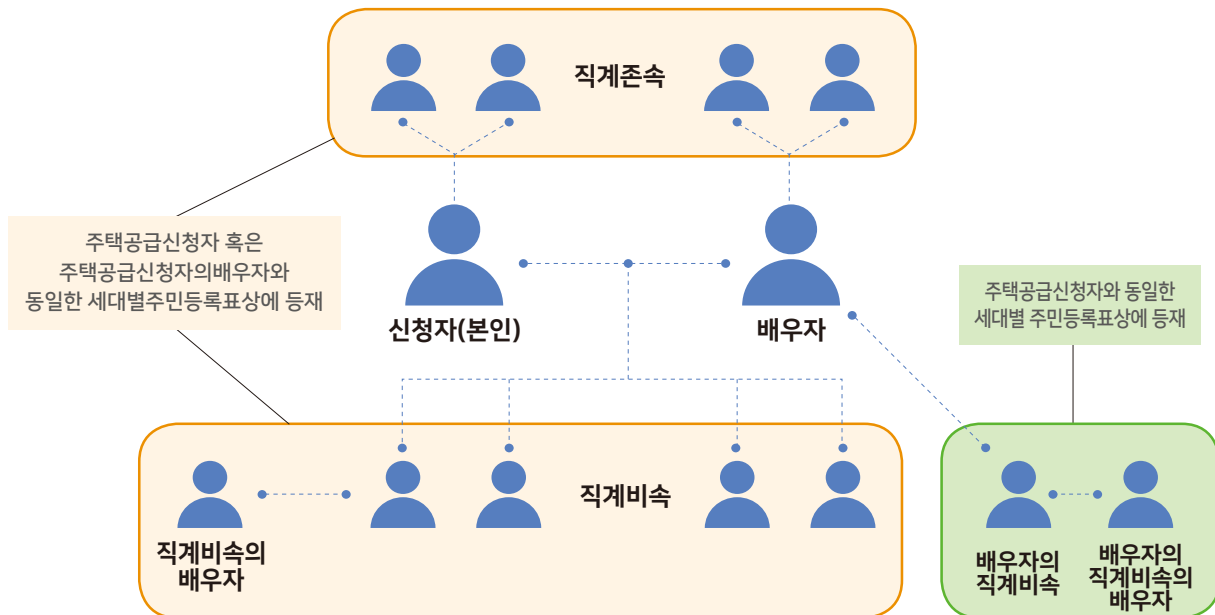 직계존속
주택공급신청자 혹은
주택공급신청자의배우자와
동일한 세대별주민등록표상에 등재
신청자(본인)
배우자
주택공급신청자와 동일한
세대별 주민등록표상에 등재
직계비속
직계비속의
배우자
배우자의
직계비속
배우자의
직계비속의
배우자